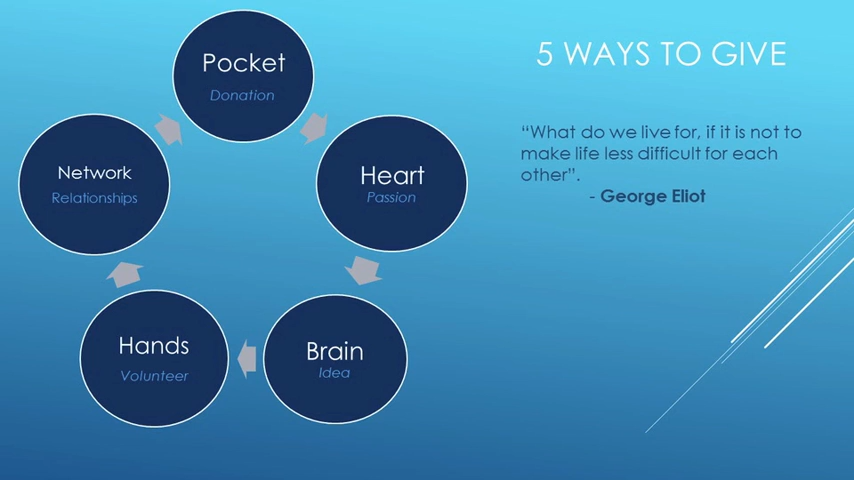 5 WAYS TO GIVE
Pocket
Donation
Heart
Passion
Brain
Idea
Hands
Volunteer
Network
Relationships
“What do we live for, if it is not to
make life less difficult for each
other”.
- George Eliot